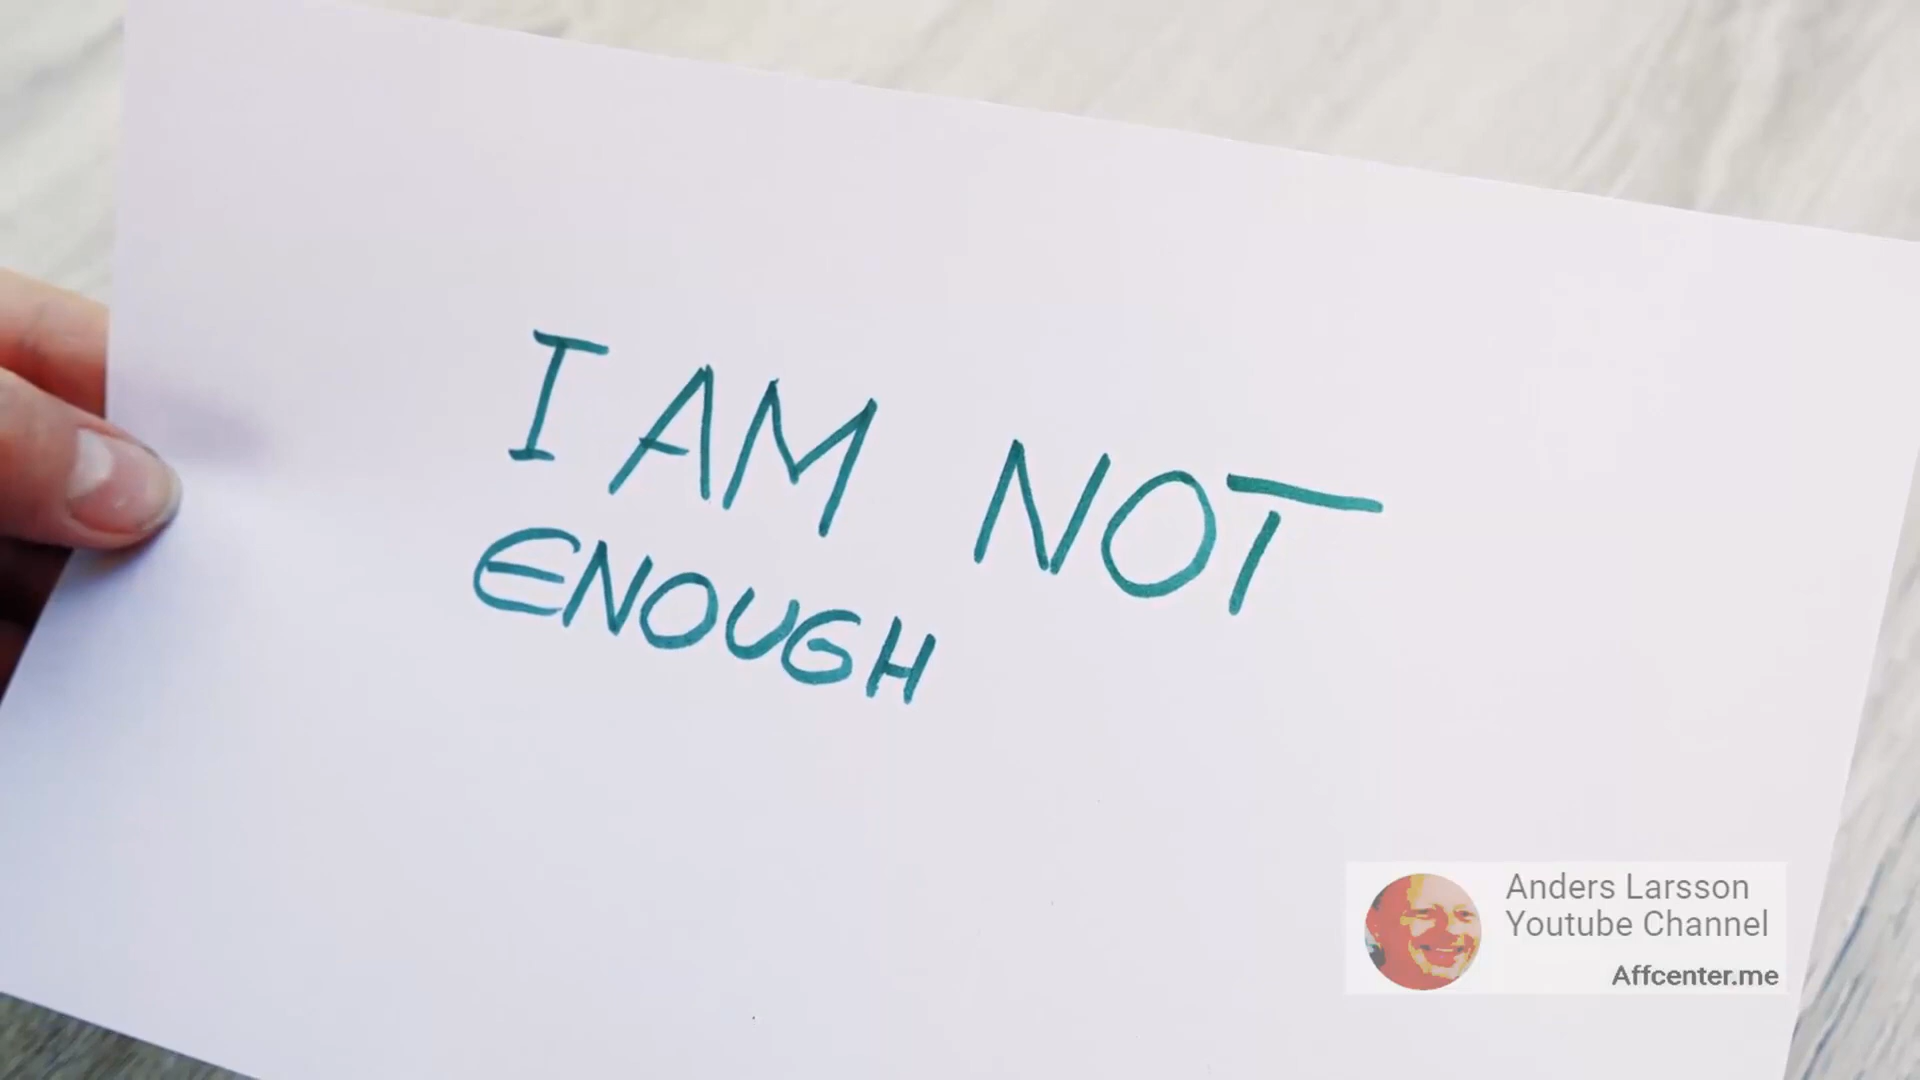 I AM NOT
ENOUGH
Anders Larsson
Youtube Channel
Affcenter.me